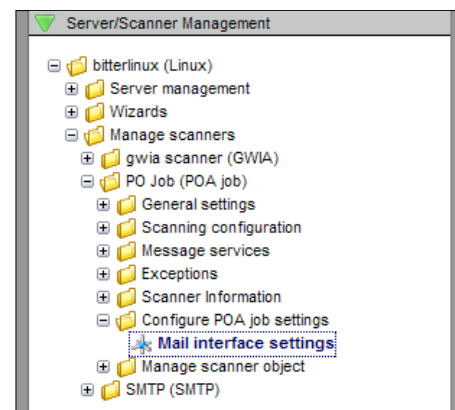 Server/Scanner Management
bitterlinux (Linux)
Server management
Wizards
Manage scanners
gwia scanner (GWIA)
PO Job (POA job)
General settings
Scanning configuration
Message services
Exceptions
Scanner Information
Configure POA job settings
Mail interface settings
Manage scanner object
SMTP (SMTP)